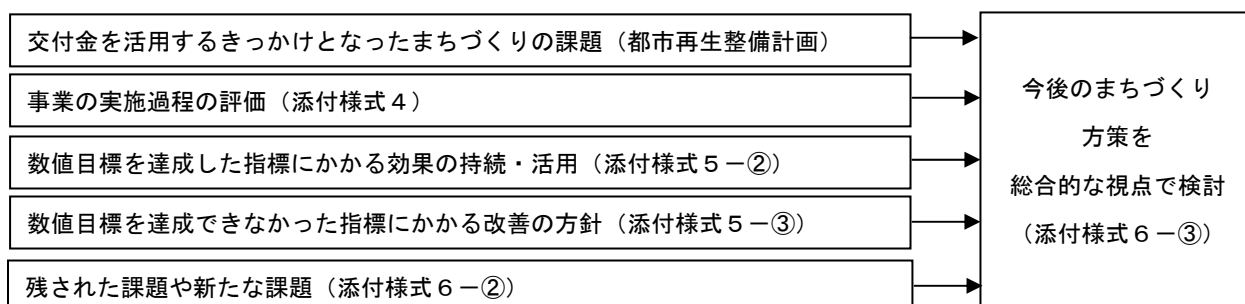 交付金を活用するきっかけとなったまちづくりの課題（都市再生整備計画）
事業の実施過程の評価（添付様式４）
数値目標を達成した指標にかかる効果の持続・活用（添付様式５－②）
数値目標を達成できなかった指標にかかる改善の方針（添付様式５－③）
残された課題や新たな課題（添付様式６－②）
今後のまちづくり
方策を
総合的な視点で検討
（添付様式６－③）